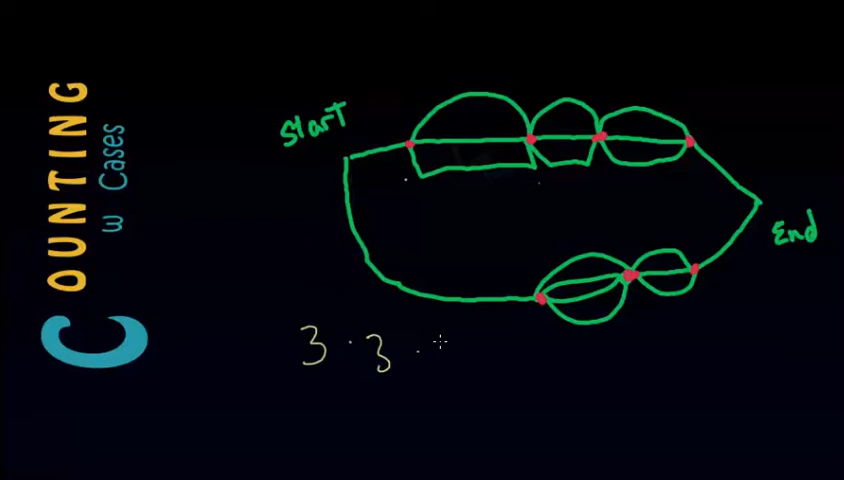 COUNTING
w Cases
Start
End
3 · 3 ·